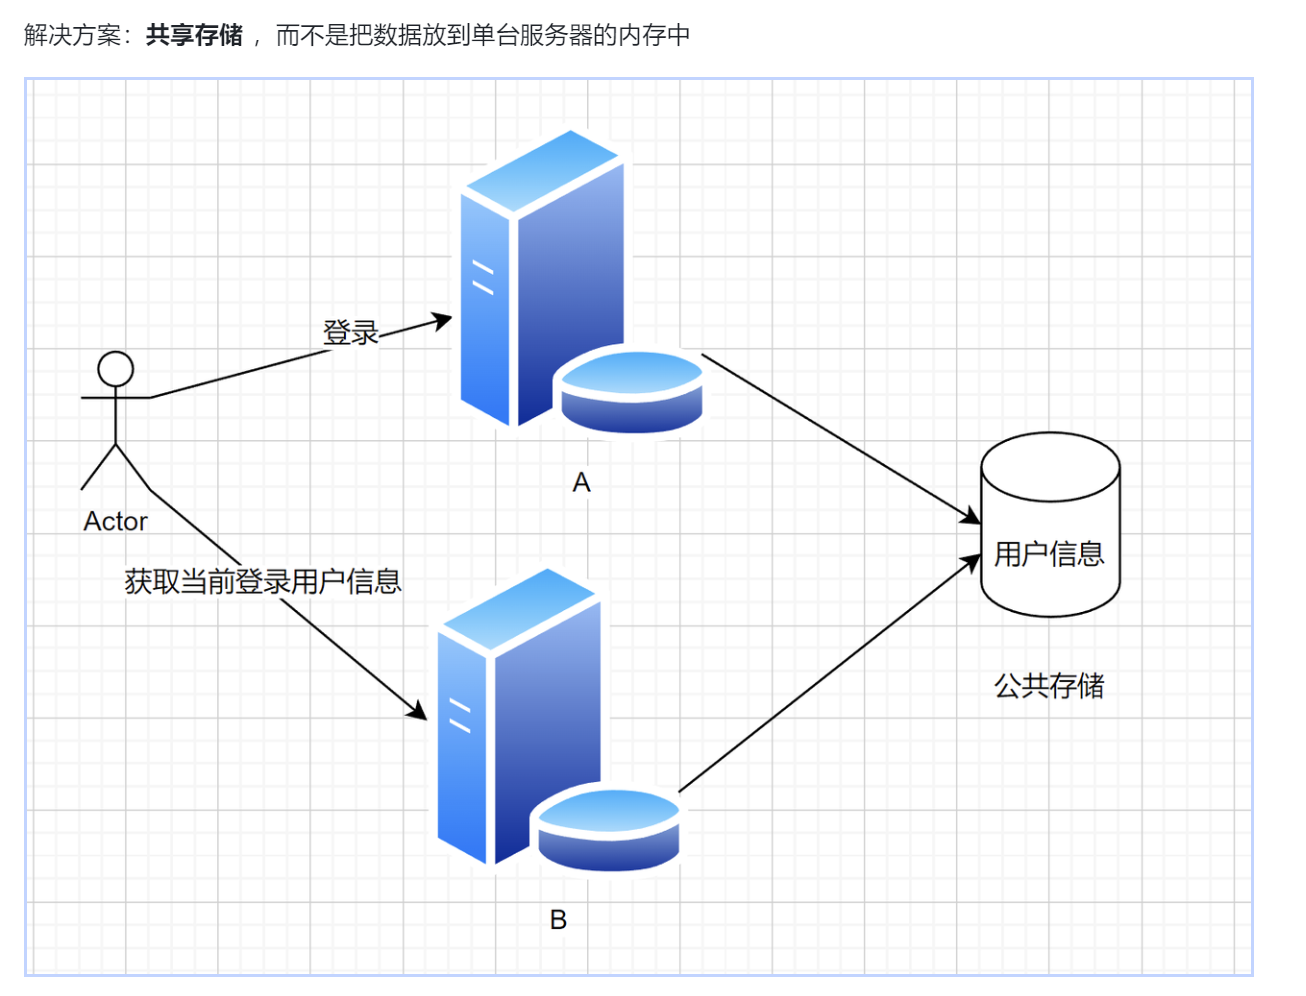 解决方案：共享存储 ，而不是把数据放到单台服务器的内存中
登录
A
Actor
用户信息
获取当前登录用户信息
公共存储
B